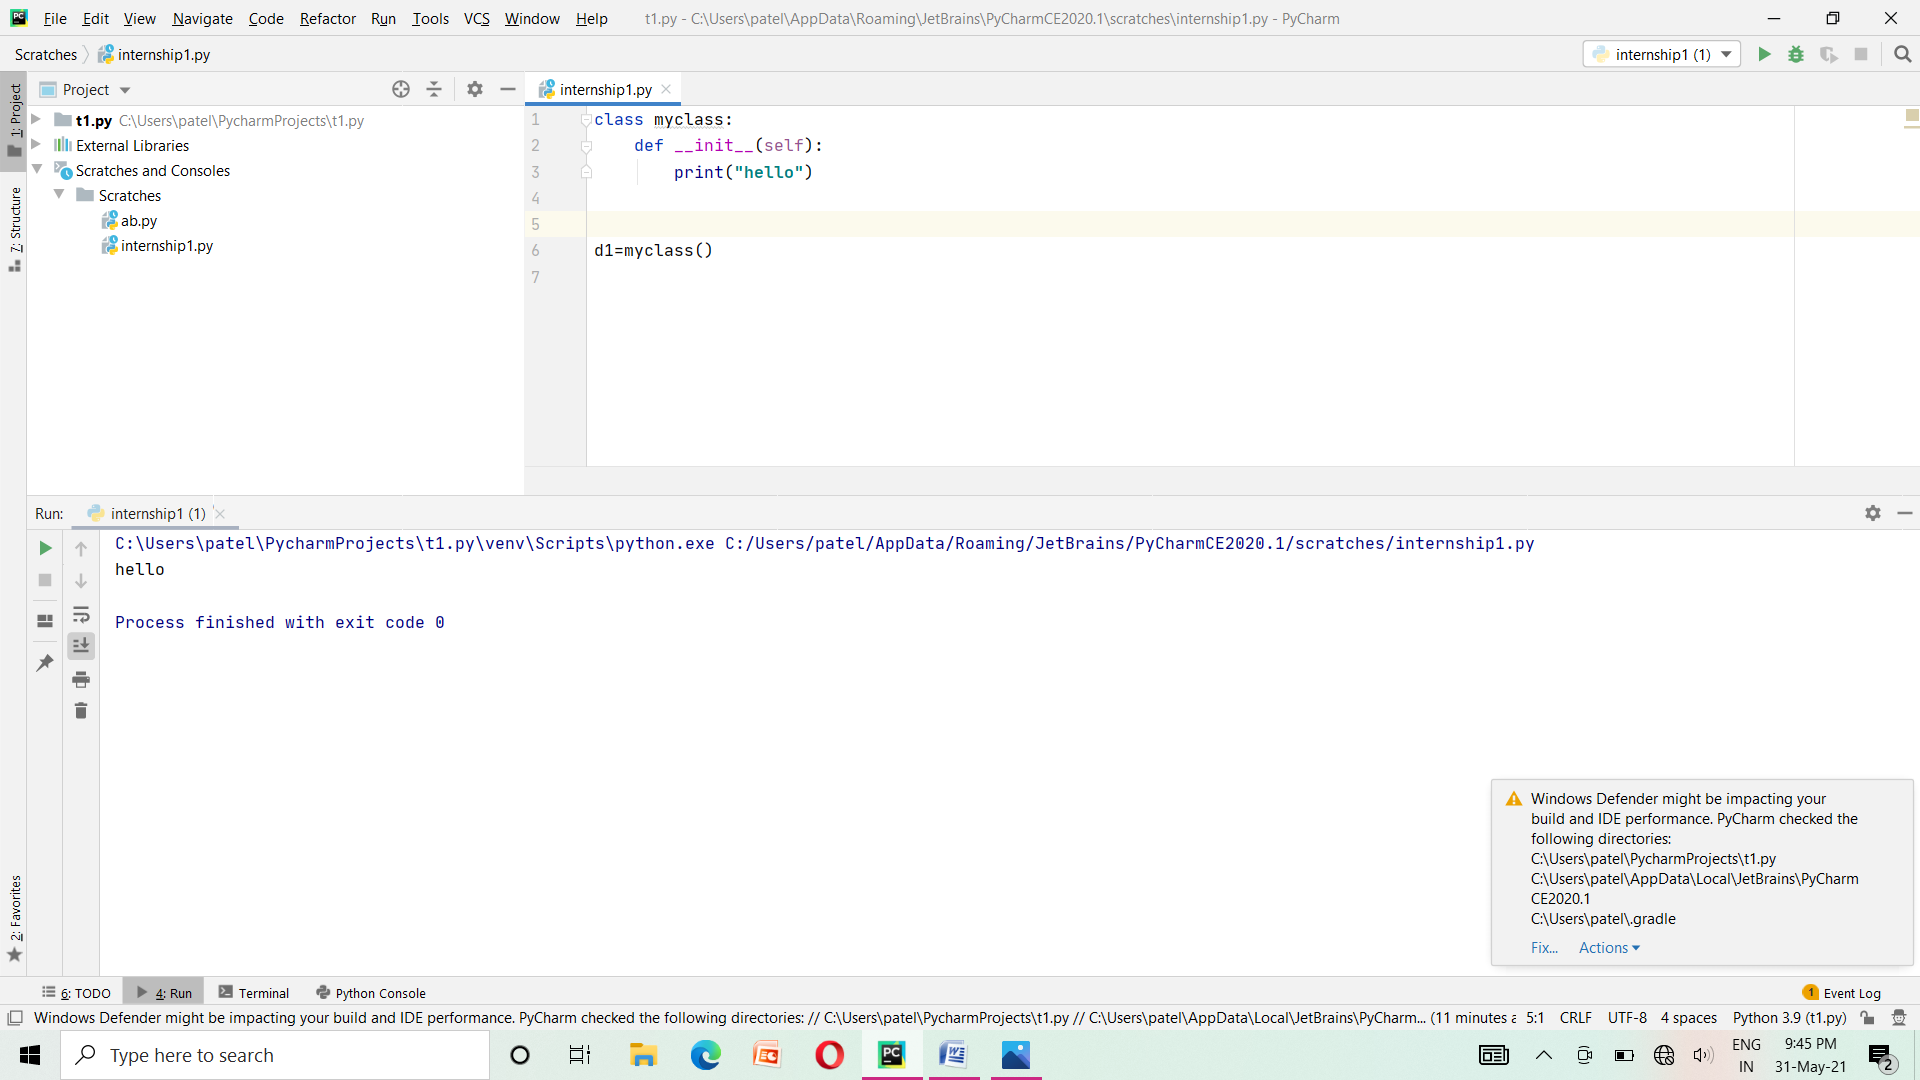 File Edit View Navigate Code Refactor Run Tools VCS Window Help t1.py - C:\Users\patel\AppData\Roaming\JetBrains\PyCharmCE2020.1\scratches\internship1.py - PyCharm
Scratches internship1.py internship1 (1)
Project internship1.py
1: Project
7: Structure
2: Favorites
t1.py C:\Users\patel\PycharmProjects\t1.py
External Libraries
Scratches and Consoles
Scratches
ab.py
internship1.py
1 class myclass:
2     def __init__(self):
3         print("hello")
4
5
6 d1=myclass()
7
Run: internship1 (1)
C:\Users\patel\PycharmProjects\t1.py\venv\Scripts\python.exe C:/Users/patel/AppData/Roaming/JetBrains/PyCharmCE2020.1/scratches/internship1.py
hello
Process finished with exit code 0
Windows Defender might be impacting your
build and IDE performance. PyCharm checked the
following directories:
C:\Users\patel\PycharmProjects\t1.py
C:\Users\patel\AppData\Local\JetBrains\PyCharm
CE2020.1
C:\Users\patel\.gradle
Fix... Actions
6: TODO 4: Run Terminal Python Console 1 Event Log
Windows Defender might be impacting your build and IDE performance. PyCharm checked the following directories: // C:\Users\patel\PycharmProjects\t1.py // C:\Users\patel\AppData\Local\JetBrains\PyCharm... (11 minutes a 5:1 CRLF UTF-8 4 spaces Python 3.9 (t1.py)
Type here to search
ENG
IN
9:45 PM
31-May-21
2